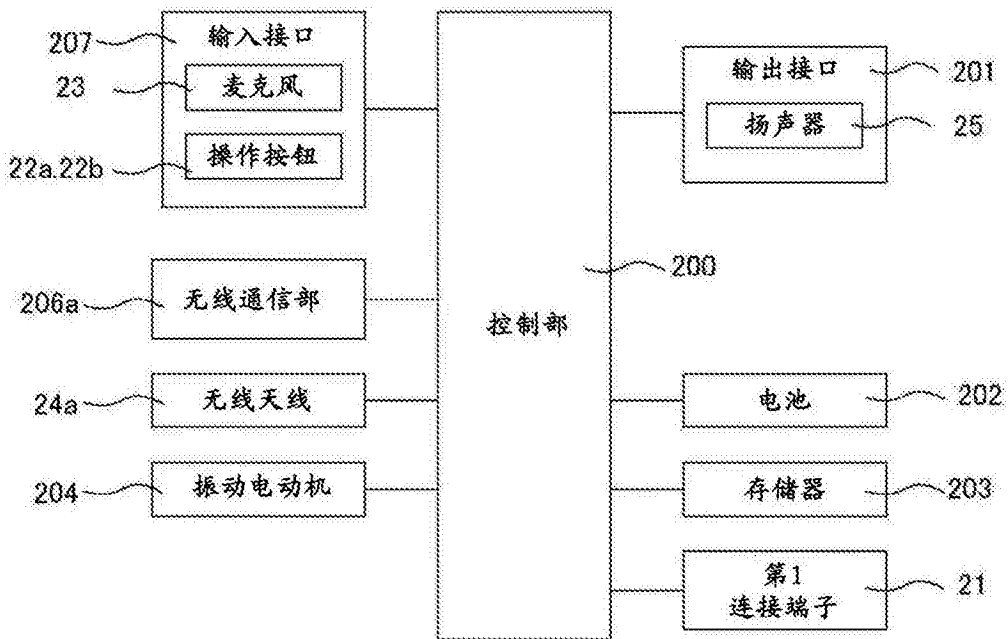 207
输入接口
23
麦克风
22a,22b
操作按钮
206a
无线通信部
24a
无线天线
204
振动电动机
200
控制部
输出接口
201
扬声器
25
电池
202
存储器
203
第1
连接端子
21